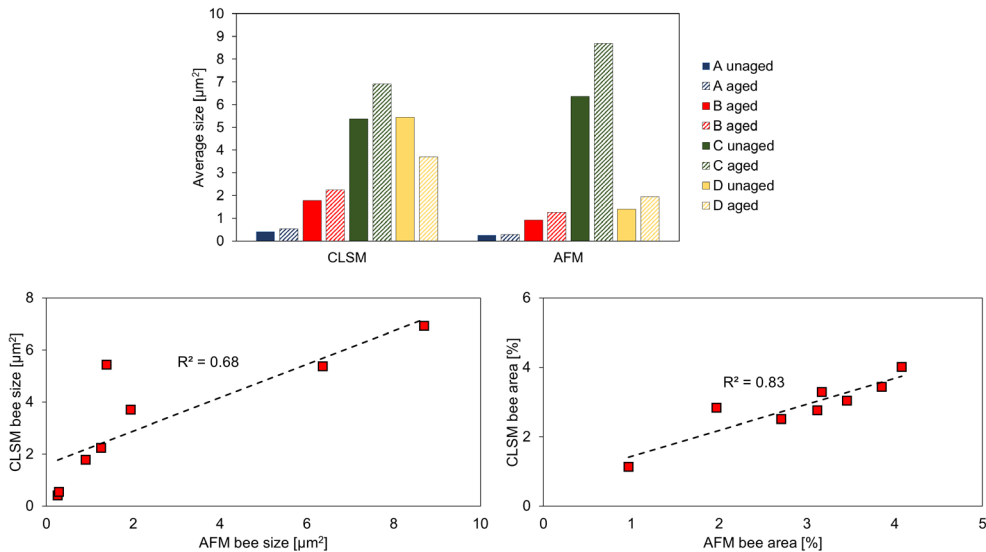 10
9
8
7
6
5
4
3
2
1
0
Average size [µm²]
CLSM
AFM
A unaged
A aged
B unaged
B aged
C unaged
C aged
D unaged
D aged
8
6
4
2
0
CLSM bee size [µm²]
R² = 0.68
0 2 4 6 8 10
AFM bee size [µm²]
6
4
2
0
CLSM bee area [%]
R² = 0.83
0 1 2 3 4 5
AFM bee area [%]